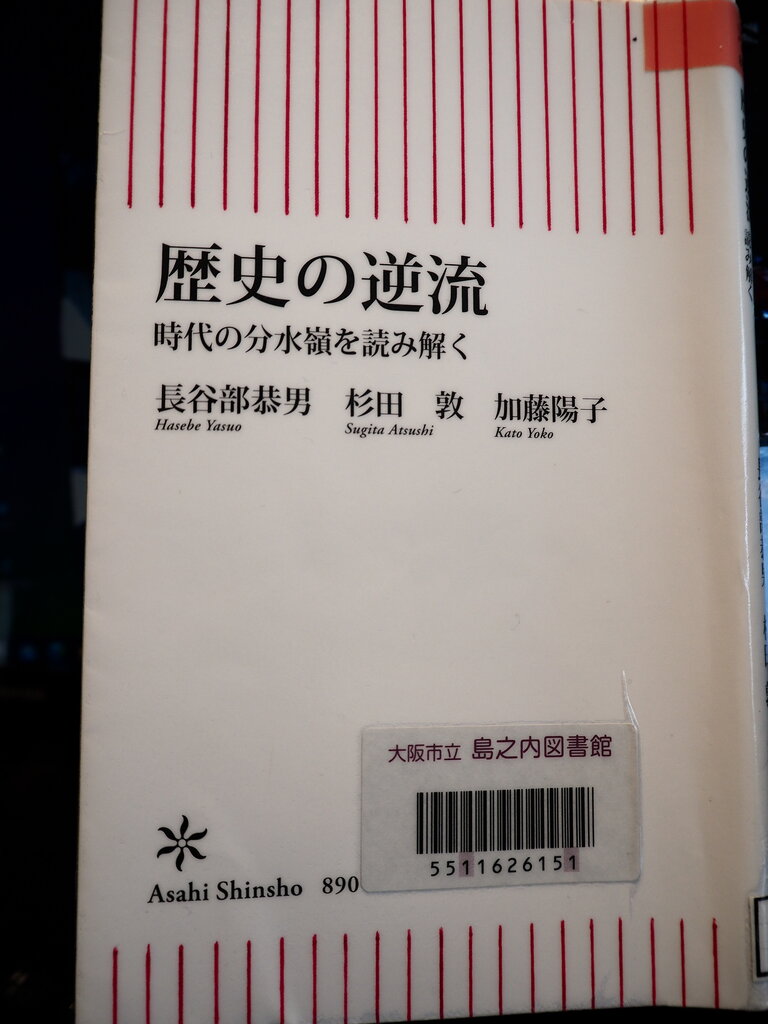 歴史の逆流
時代の分水嶺を読み解く
長谷部恭男 杉田 敦 加藤陽子
Hasebe Yasuo Sugita Atsushi Kato Yoko
大阪市立 島之内図書館
5511626151
Asahi Shinsho 890